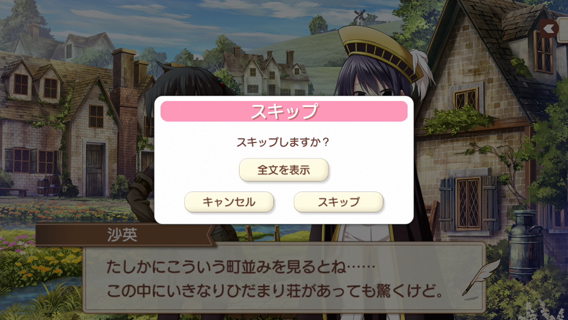 スキップ
スキップしますか？
全文を表示
キャンセル
スキップ
沙英
たしかにこういう町並みを見るとね……
この中にいきなりひだまり荘があっても驚くけど。